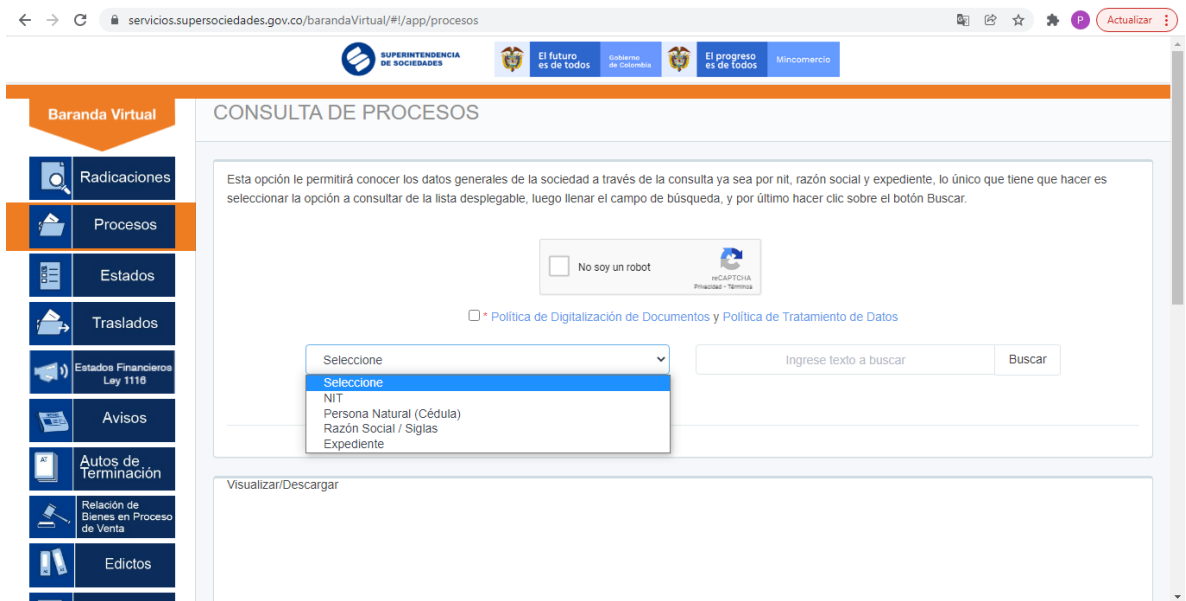 servicios.supersociedades.gov.co/barandaVirtual/#!/app/procesos
P
Actualizar
SUPERINTENDENCIA
DE SOCIEDADES
El futuro
es de todos
Gobierno
de Colombia
El progreso
es de todos
Mincomercio
Baranda Virtual
CONSULTA DE PROCESOS
Radicaciones
Procesos
Estados
Traslados
Estados Financieros
Ley 1116
Avisos
AT
Autos de
Terminación
Relación de
Bienes en Proceso
de Venta
Edictos
Esta opción le permitirá conocer los datos generales de la sociedad a través de la consulta ya sea por nit, razón social y expediente, lo único que tiene que hacer es
seleccionar la opción a consultar de la lista desplegable, luego llenar el campo de búsqueda, y por último hacer clic sobre el botón Buscar.
No soy un robot
reCAPTCHA
Privacidad - Términos
* Política de Digitalización de Documentos y Política de Tratamiento de Datos
Seleccione
Ingrese texto a buscar
Buscar
Seleccione
NIT
Persona Natural (Cédula)
Razón Social / Siglas
Expediente
Visualizar/Descargar